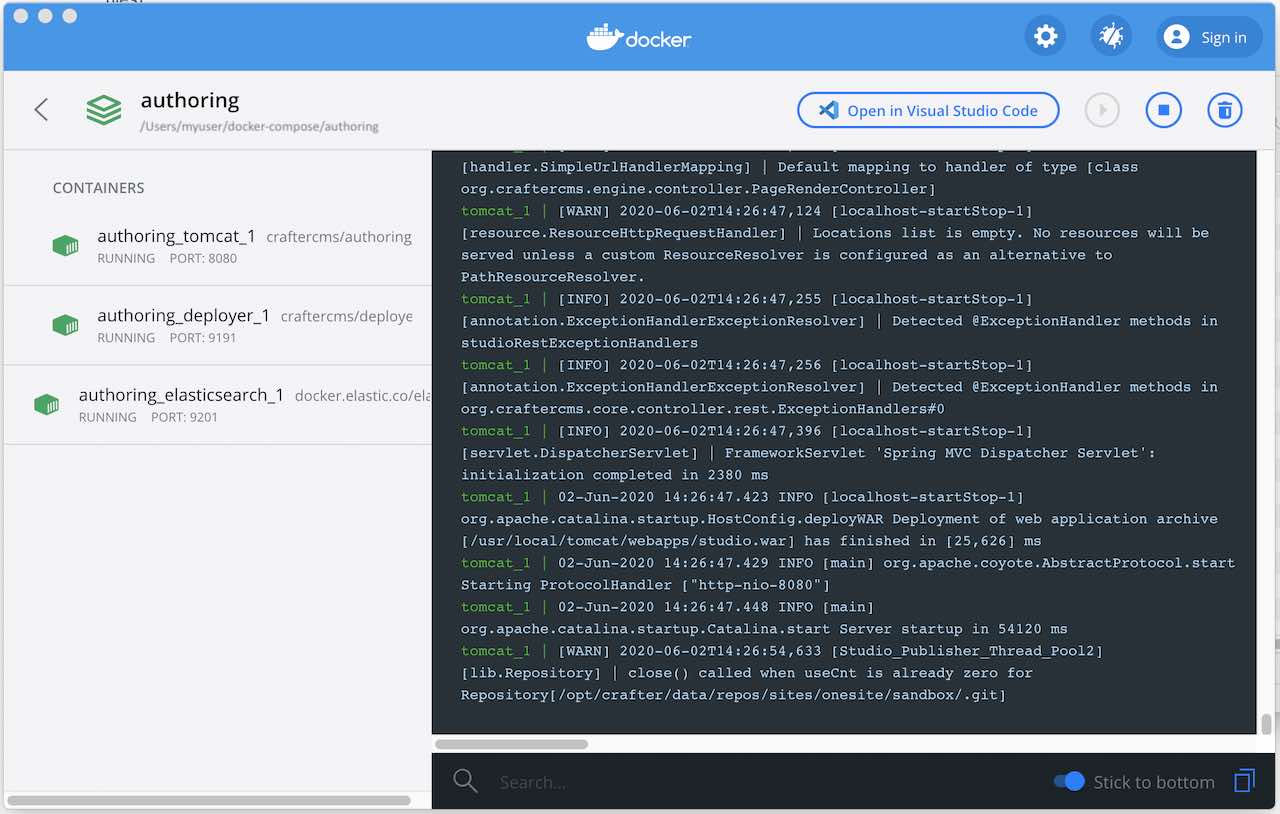 docker
Sign in
authoring
/Users/myuser/docker-compose/authoring
Open in Visual Studio Code
CONTAINERS
authoring_tomcat_1 craftercms/authoring
RUNNING PORT: 8080
authoring_deployer_1 craftercms/deploye
RUNNING PORT: 9191
authoring_elasticsearch_1 docker.elastic.co/ela
RUNNING PORT: 9201
[handler.SimpleUrlHandlerMapping] | Default mapping to handler of type [class
org.craftercms.engine.controller.PageRenderController]
tomcat_1 | [WARN] 2020-06-02T14:26:47,124 [localhost-startStop-1]
[resource.ResourceHttpRequestHandler] | Locations list is empty. No resources will be
served unless a custom ResourceResolver is configured as an alternative to
PathResourceResolver.
tomcat_1 | [INFO] 2020-06-02T14:26:47,255 [localhost-startStop-1]
[annotation.ExceptionHandlerExceptionResolver] | Detected @ExceptionHandler methods in
studioRestExceptionHandlers
tomcat_1 | [INFO] 2020-06-02T14:26:47,256 [localhost-startStop-1]
[annotation.ExceptionHandlerExceptionResolver] | Detected @ExceptionHandler methods in
org.craftercms.core.controller.rest.ExceptionHandlers#0
tomcat_1 | [INFO] 2020-06-02T14:26:47,396 [localhost-startStop-1]
[servlet.DispatcherServlet] | FrameworkServlet 'Spring MVC Dispatcher Servlet':
initialization completed in 2380 ms
tomcat_1 | 02-Jun-2020 14:26:47.423 INFO [localhost-startStop-1]
org.apache.catalina.startup.HostConfig.deployWAR Deployment of web application archive
[/usr/local/tomcat/webapps/studio.war] has finished in [25,626] ms
tomcat_1 | 02-Jun-2020 14:26:47.429 INFO [main] org.apache.coyote.AbstractProtocol.start
Starting ProtocolHandler ["http-nio-8080"]
tomcat_1 | 02-Jun-2020 14:26:47.448 INFO [main]
org.apache.catalina.startup.Catalina.start Server startup in 54120 ms
tomcat_1 | [WARN] 2020-06-02T14:26:54,633 [Studio_Publisher_Thread_Pool2]
[lib.Repository] | close() called when useCnt is already zero for
Repository[/opt/crafter/data/repos/sites/onesite/sandbox/.git]
Search...
Stick to bottom